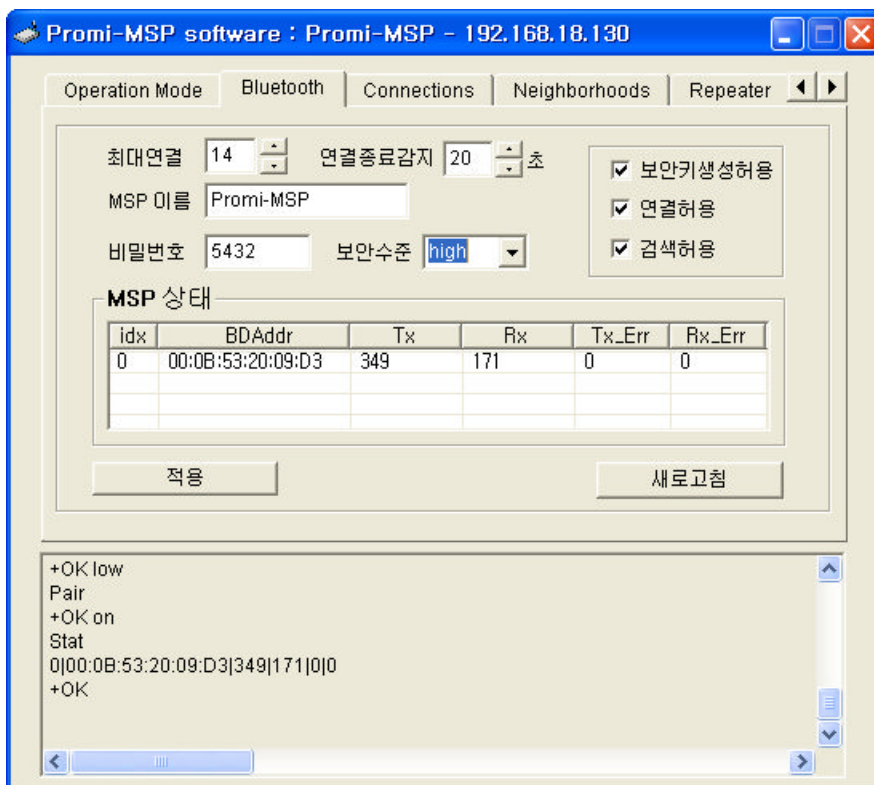 Promi-MSP software : Promi-MSP - 192.168.18.130
Operation Mode Bluetooth Connections Neighborhoods Repeater
최대연결 14 연결종료감지 20 초
MSP 이름 Promi-MSP
비밀번호 5432 보안수준 high
보안키생성허용
연결허용
검색허용
MSP 상태
idx BDAddr Tx Rx Tx_Err Rx_Err
0 00:0B:53:20:09:D3 349 171 0 0
적용 새로고침
+OK low
Pair
+OK on
Stat
0|00:0B:53:20:09:D3|349|171|0|0
+OK